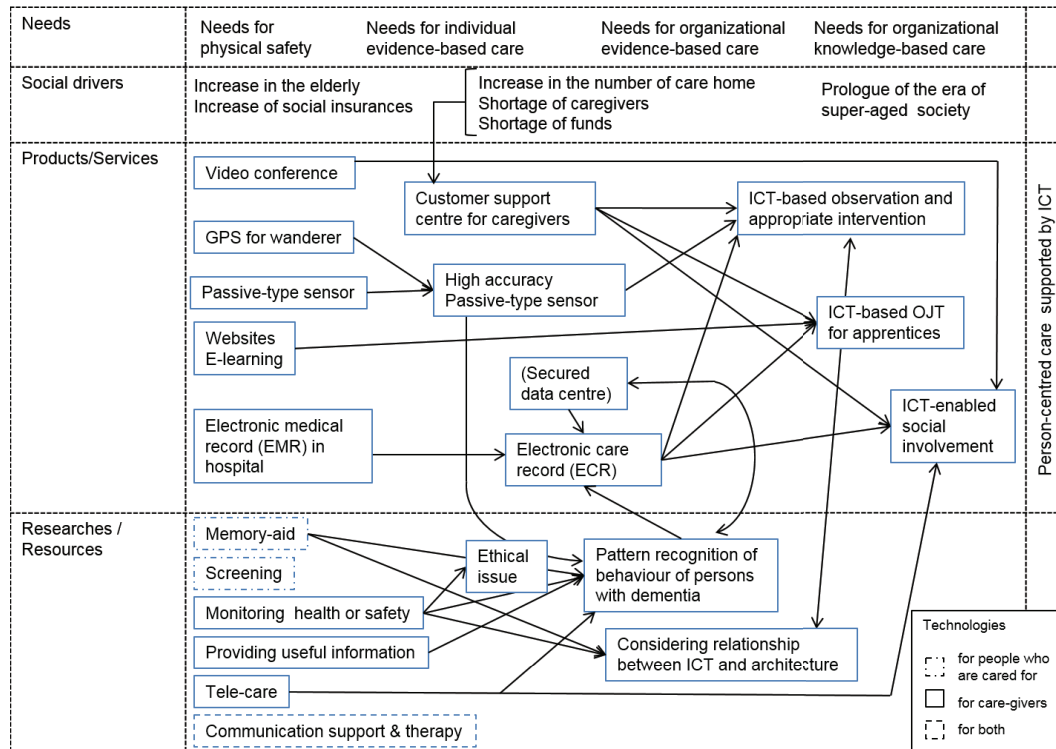 Needs
Needs for
physical safety
Needs for individual
evidence-based care
Needs for organizational
evidence-based care
Needs for organizational
knowledge-based care
Social drivers
Increase in the elderly
Increase of social insurances
Increase in the number of care home
Shortage of caregivers
Shortage of funds
Prologue of the era of
super-aged society
Products/Services
Video conference
Customer support
centre for caregivers
ICT-based observation and
appropriate intervention
GPS for wanderer
High accuracy
Passive-type sensor
Passive-type sensor
ICT-based OJT
for apprentices
Websites
E-learning
(Secured
data centre)
ICT-enabled
social
involvement
Electronic medical
record (EMR) in
hospital
Electronic care
record (ECR)
Person-centred care supported by ICT
Researches /
Resources
Memory-aid
Ethical
issue
Pattern recognition of
behaviour of persons
with dementia
Screening
Monitoring health or safety
Providing useful information
Considering relationship
between ICT and architecture
Tele-care
Communication support & therapy
Technologies
for people who
are cared for
for care-givers
for both